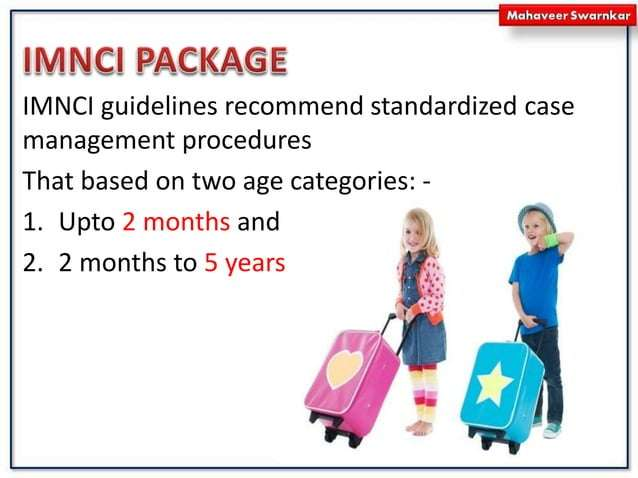 Mahaveer Swarnkar
IMNCI PACKAGE
IMNCI guidelines recommend standardized case
management procedures
That based on two age categories: -
1. Upto 2 months and
2. 2 months to 5 years